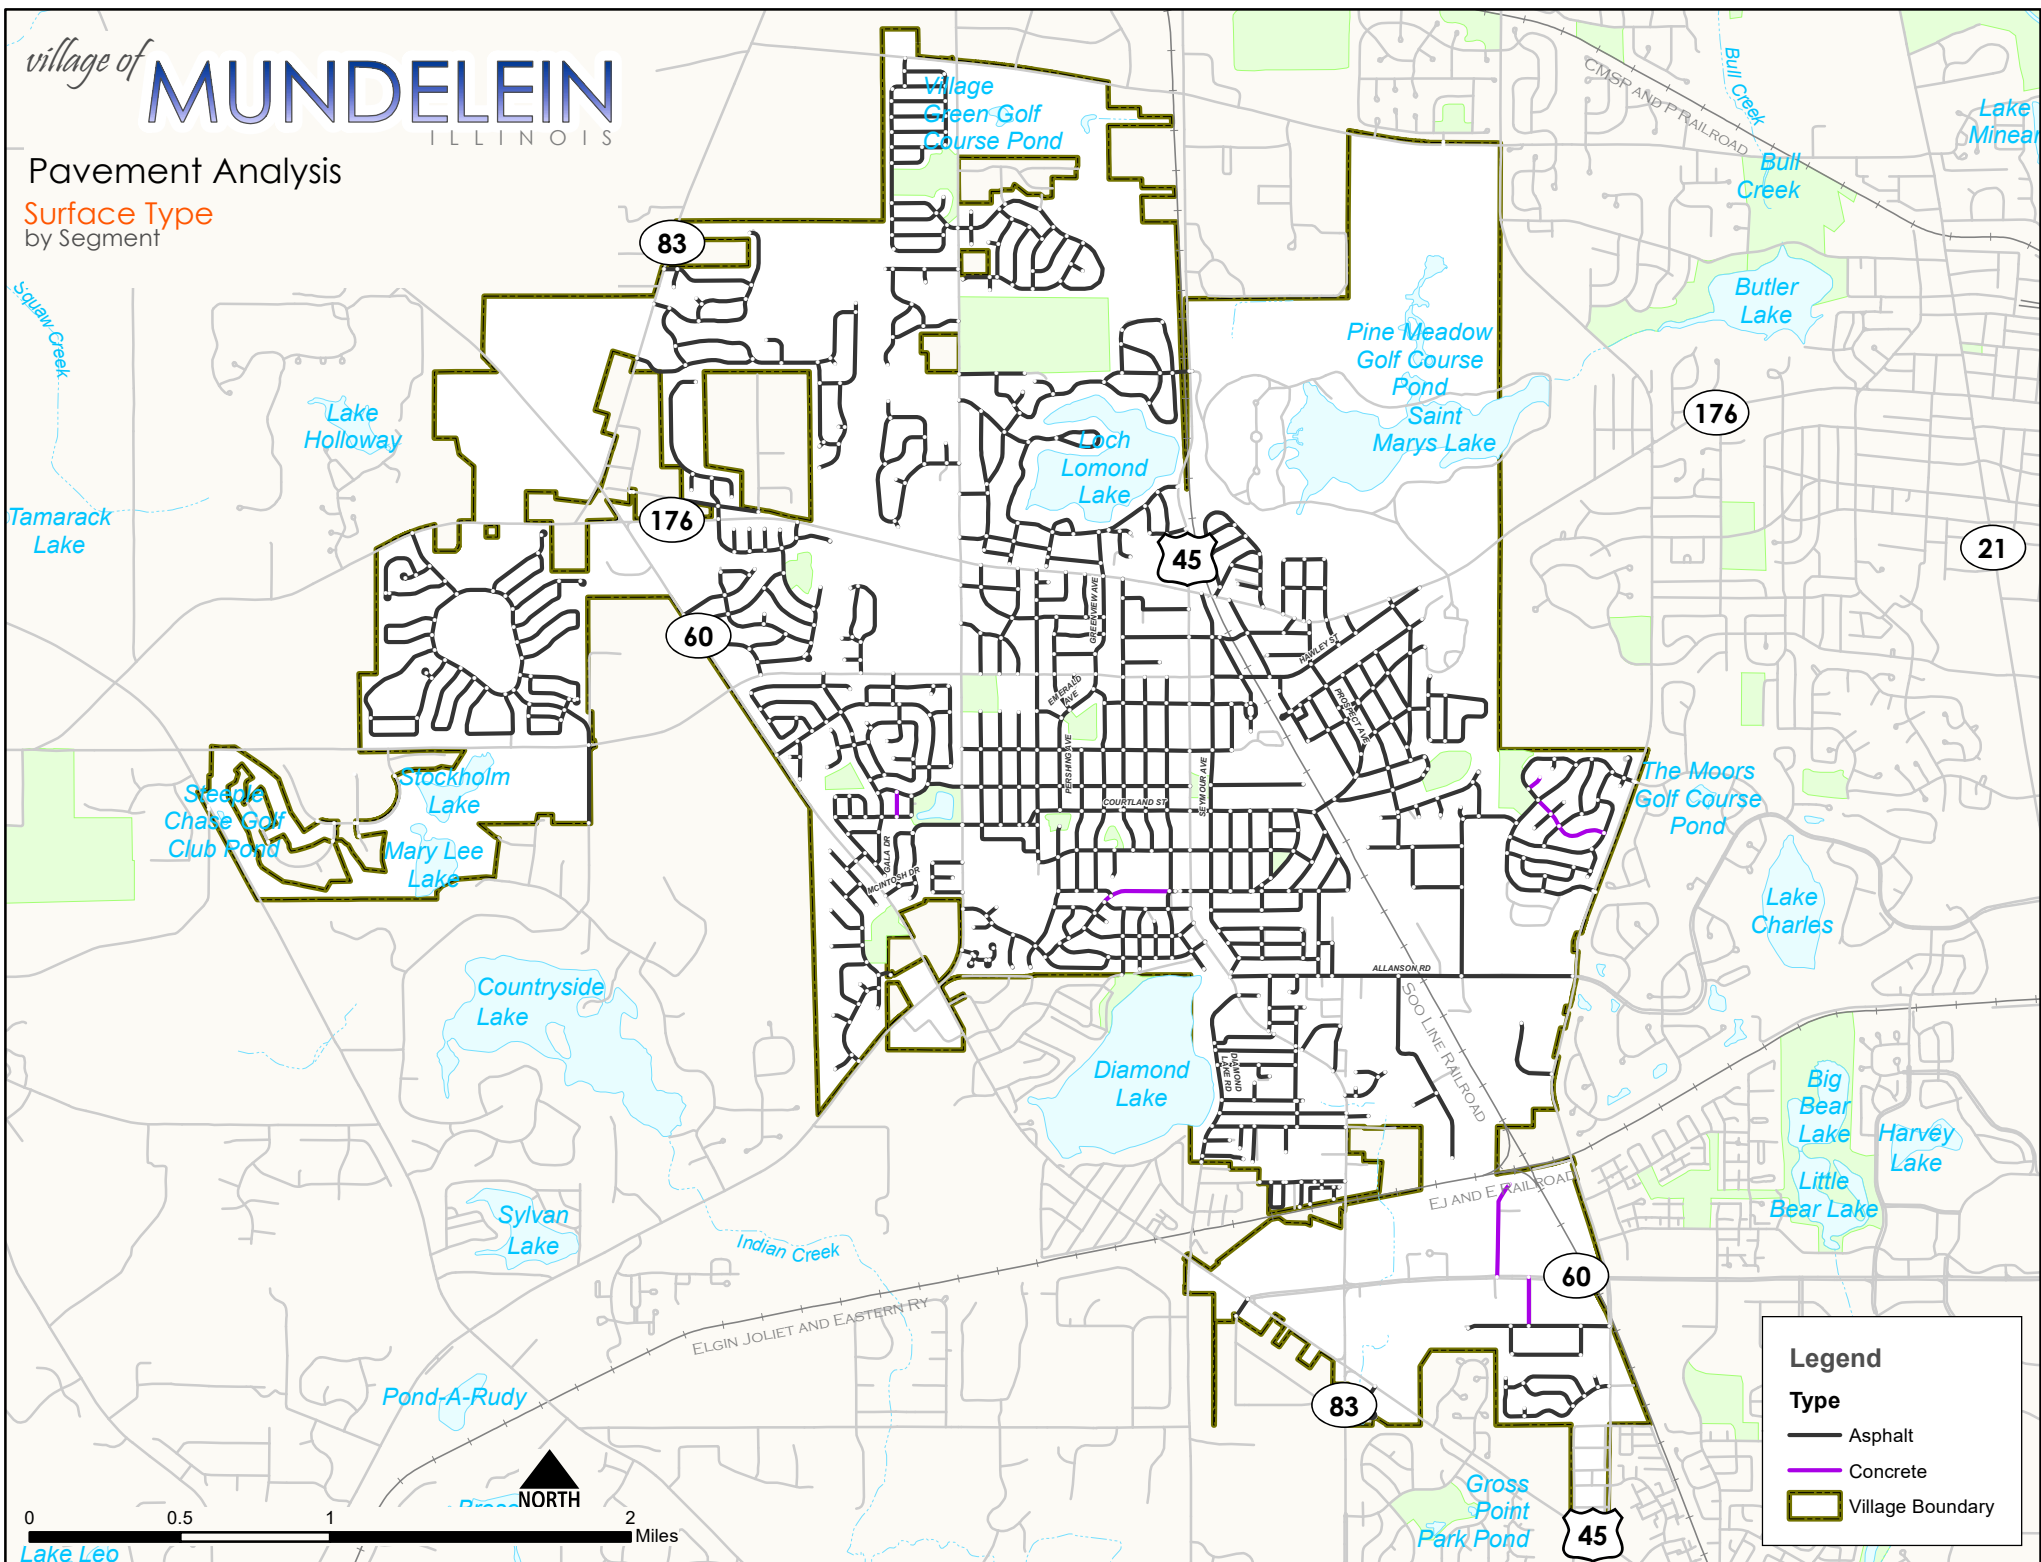 village of
MUNDELEIN
ILLINOIS
Pavement Analysis
Surface Type
by Segment
Village
Green Golf
Course Pond
CMSP AND P RAILROAD
Bull Creek
Lake
Minear
Bull
Creek
83
Squaw Creek
Butler
Lake
Pine Meadow
Golf Course
Pond
Saint
Marys Lake
Lake
Holloway
176
Loch
Lomond
Lake
Tamarack
Lake
176
45
21
60
GREENVIEW AVE
HAWLEY ST
EMERALD
AVE
PROSPECT AVE
PERSHING AVE
SEYMOUR AVE
COURTLAND ST
Stockholm
Lake
Steeple
Chase Golf
Club Pond
Mary Lee
Lake
The Moors
Golf Course
Pond
GALA DR
MCINTOSH DR
Lake
Charles
ALLANSON RD
Countryside
Lake
SOO LINE RAILROAD
Diamond
Lake
DIAMOND
LAKE RD
Big
Bear
Lake
Harvey
Lake
Little
Bear Lake
EJ AND E RAILROAD
Sylvan
Lake
Indian Creek
60
ELGIN JOLIET AND EASTERN RY
Pond-A-Rudy
83
Legend
Type
Asphalt
Concrete
Village Boundary
Gross
Point
Park Pond
45
NORTH
0 0.5 1 2
Miles
Lake Leo